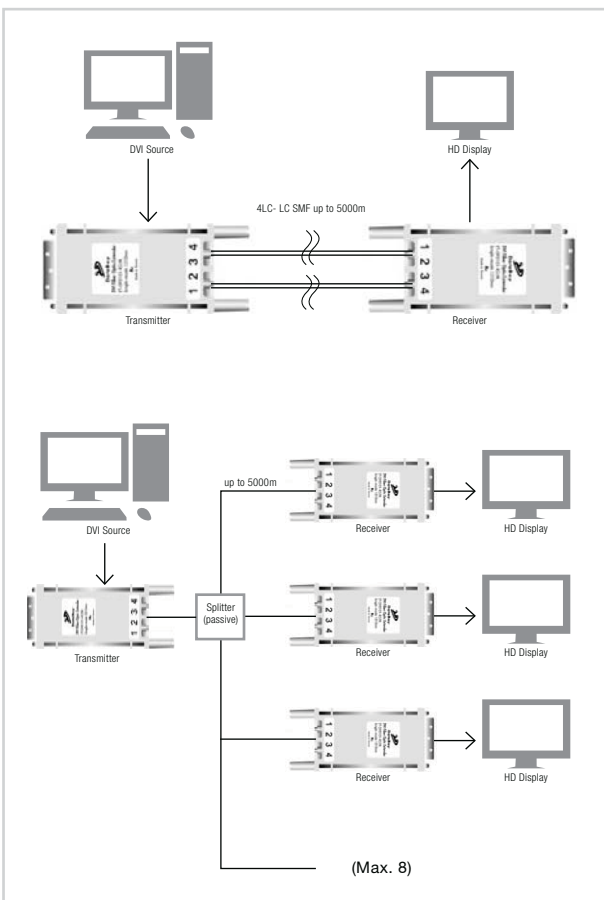 DVI Source
HD Display
4LC- LC SMF up to 5000m
1 2 3 4
1 2 3 4
Transmitter
Receiver
DVI Source
up to 5000m
1 2 3 4
Receiver
HD Display
1 2 3 4
Transmitter
Splitter
(passive)
1 2 3 4
Receiver
HD Display
1 2 3 4
Receiver
HD Display
(Max. 8)